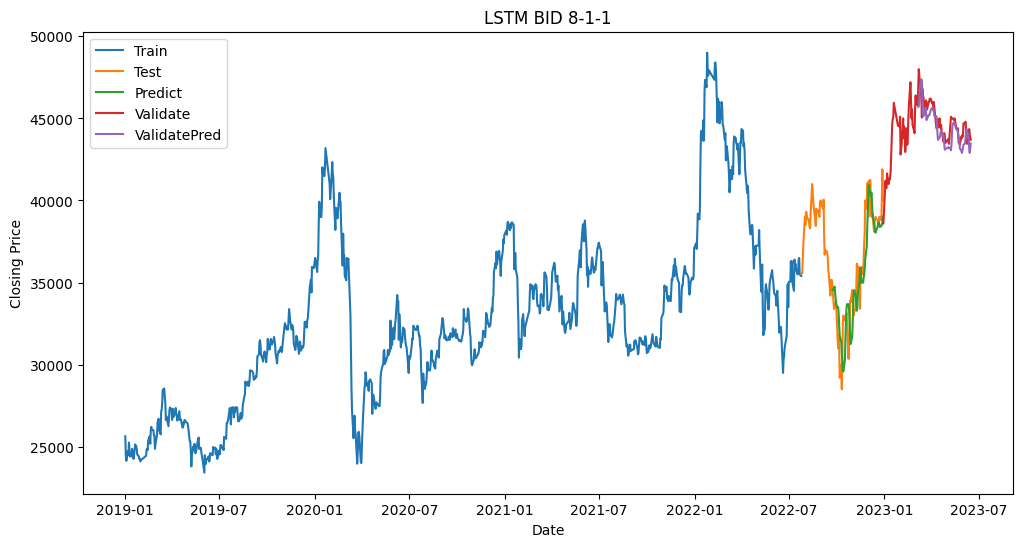 LSTM BID 8-1-1
Train
Test
Predict
Validate
ValidatePred
50000
45000
40000
35000
30000
25000
Closing Price
2019-01 2019-07 2020-01 2020-07 2021-01 2021-07 2022-01 2022-07 2023-01 2023-07
Date